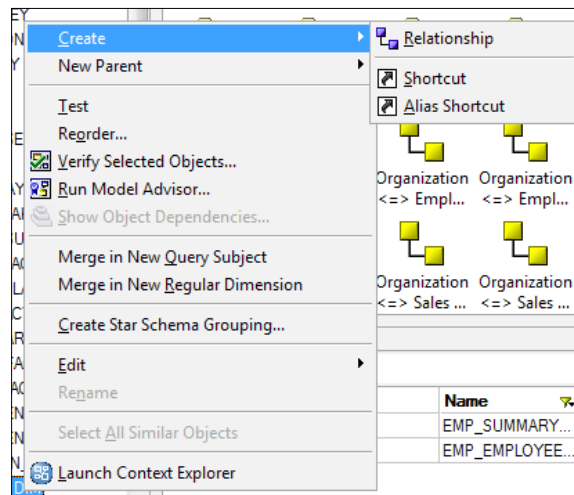 Create
Relationship
New Parent
Shortcut
Test
Alias Shortcut
Reorder...
Verify Selected Objects...
Run Model Advisor...
Organization Organization
<=> Empl... <=> Empl...
Show Object Dependencies...
Merge in New Query Subject
Merge in New Regular Dimension
Organization Organization
<=> Sales ... <=> Sales ...
Create Star Schema Grouping...
Edit
Rename
Name
EMP_SUMMARY...
Select All Similar Objects
EMP_EMPLOYEE...
Launch Context Explorer